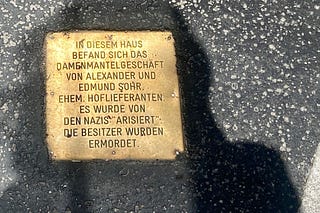 IN DIESEM HAUS
BEFAND SICH DAS
DAMENMANTELGESCHÄFT
VON ALEXANDER UND
EDMUND SOHR,
EHEM. HOFLIEFERANTEN.
ES WURDE VON
DEN NAZIS "ARISIERT".
DIE BESITZER WURDEN
ERMORDET.